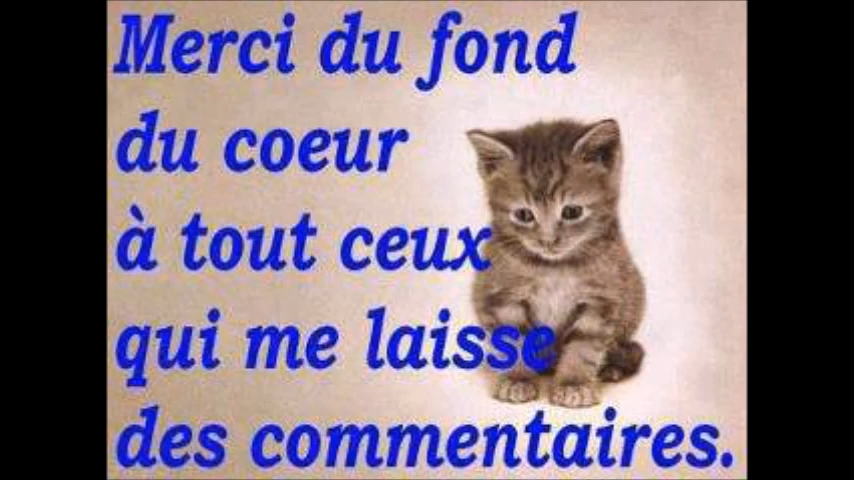 Merci du fond
du coeur
à tout ceux
qui me laisse
des commentaires.